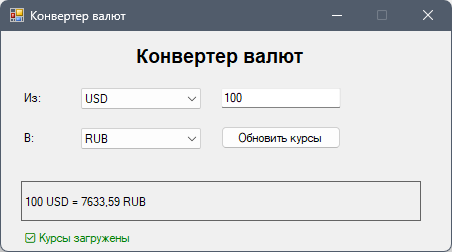 Конвертер валют
Конвертер валют
Из: USD 100
В: RUB Обновить курсы
100 USD = 7633,59 RUB
Курсы загружены